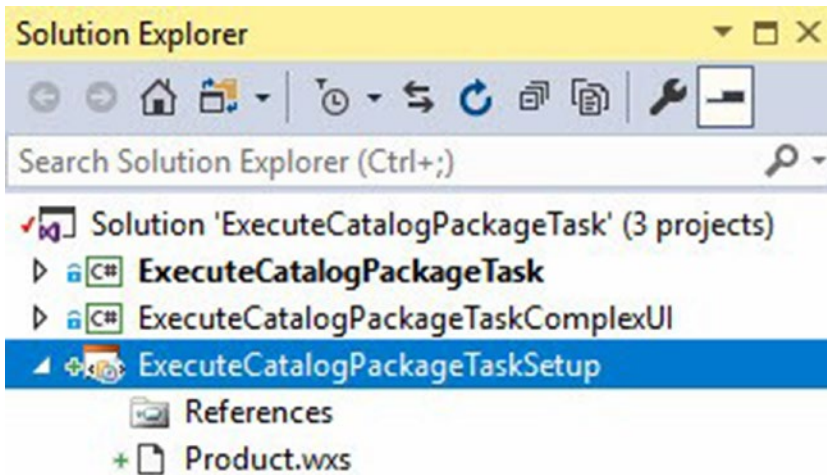 Solution Explorer
Search Solution Explorer (Ctrl+;)
Solution 'ExecuteCatalogPackageTask' (3 projects)
C# ExecuteCatalogPackageTask
C# ExecuteCatalogPackageTaskComplexUI
ExecuteCatalogPackageTaskSetup
References
Product.wxs